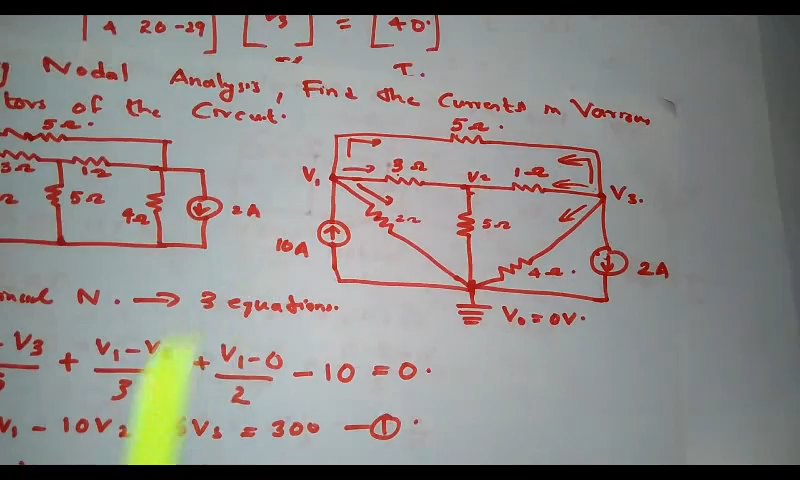 4 20 -29 V3 = 40.
I.
Nodal Analysis, Find the Currents in Various
tors of the Circuit.
5Ω.
3Ω 1Ω
5Ω 4Ω 2A
5Ω.
V1 3Ω V2 1Ω V3.
2Ω 5Ω 4Ω.
10A 2A
V0 = 0V.
N. → 3 equations.
V3 + V1 - V + V1 - 0 - 10 = 0.
3 2
V1 - 10V2 V3 = 300 - ①.